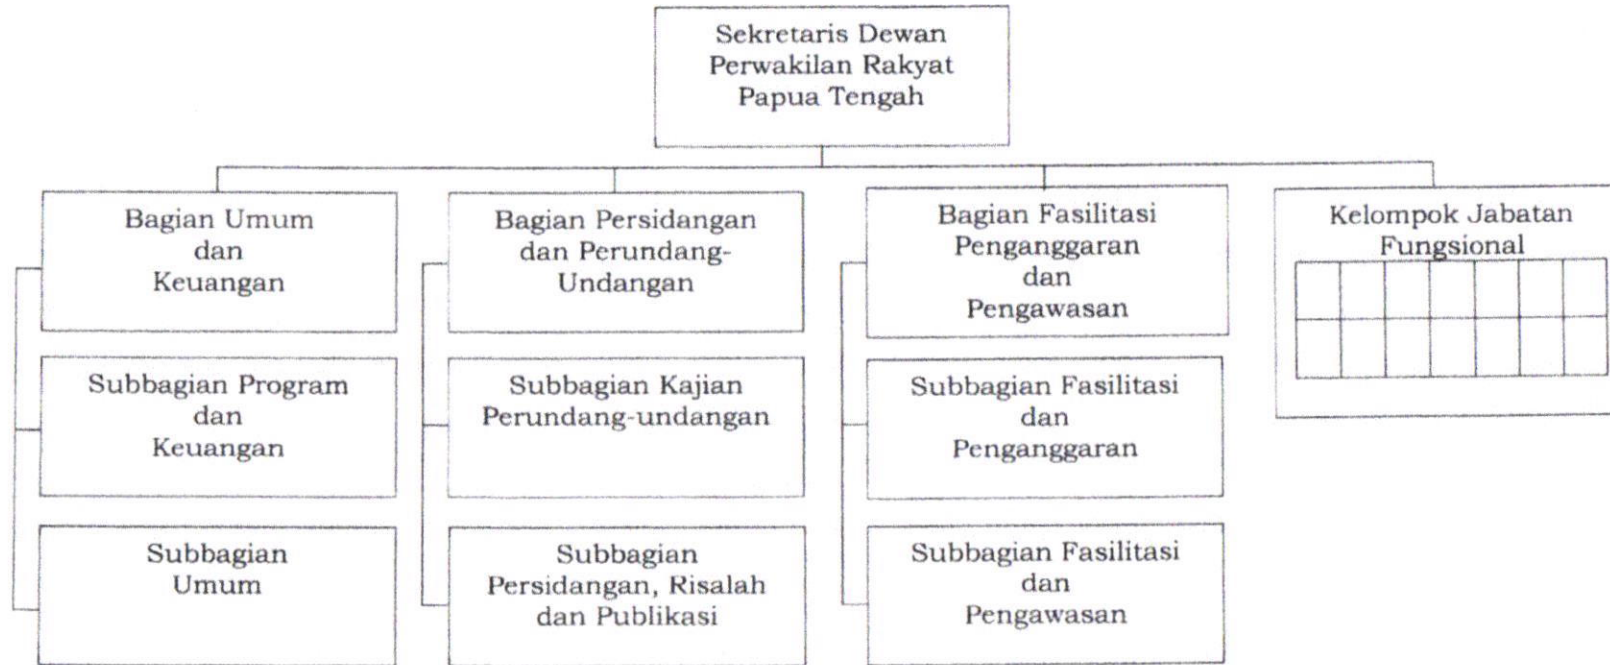 Sekretaris Dewan
Perwakilan Rakyat
Papua Tengah
Bagian Umum
dan
Keuangan
Bagian Persidangan
dan Perundang-
Undangan
Bagian Fasilitasi
Penganggaran
dan
Pengawasan
Kelompok Jabatan
Fungsional
Subbagian Program
dan
Keuangan
Subbagian Kajian
Perundang-undangan
Subbagian Fasilitasi
dan
Penganggaran
Subbagian
Umum
Subbagian
Persidangan, Risalah
dan Publikasi
Subbagian Fasilitasi
dan
Pengawasan